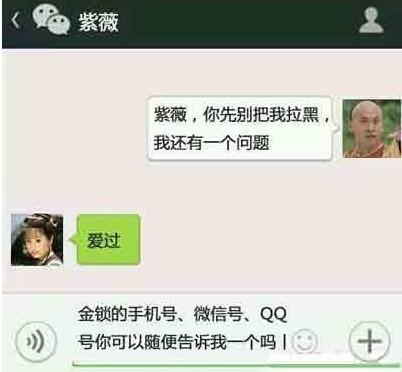 紫薇
紫薇，你先别把我拉黑，
我还有一个问题
爱过
金锁的手机号、微信号、QQ
号你可以随便告诉我一个吗